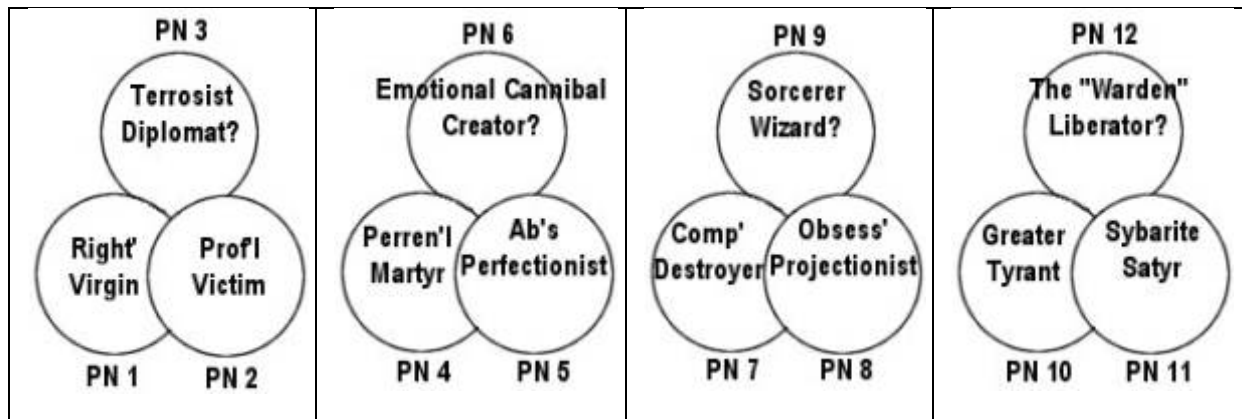 PN 3
Terrosist
Diplomat?
Right'
Virgin
Prof'l
Victim
PN 1
PN 2
PN 6
Emotional Cannibal
Creator?
Perren'l
Martyr
Ab's
Perfectionist
PN 4
PN 5
PN 9
Sorcerer
Wizard?
Comp'
Destroyer
Obsess'
Projectionist
PN 7
PN 8
PN 12
The "Warden"
Liberator?
Greater
Tyrant
Sybarite
Satyr
PN 10
PN 11